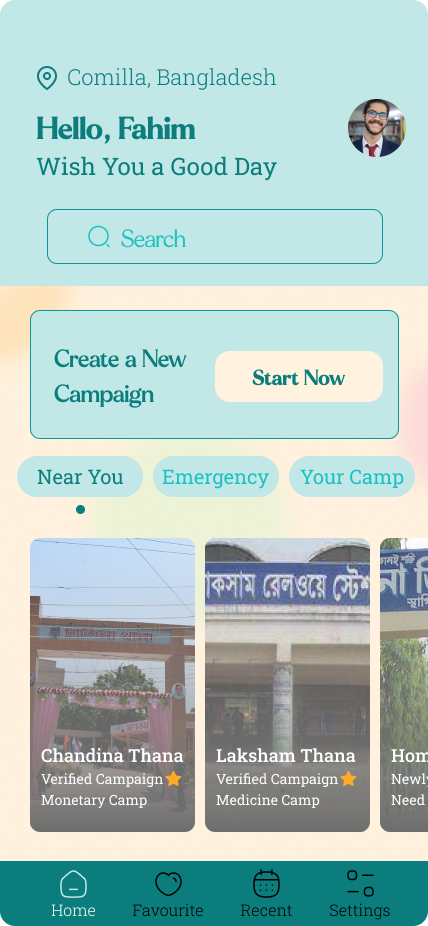 Comilla, Bangladesh
Hello, Fahim
Wish You a Good Day
Search
Create a New
Campaign
Start Now
Near You
Emergency
Your Camp
াকসাম রেলওয়ে স্টেশ
Chandina Thana
Verified Campaign
Monetary Camp
Laksham Thana
Verified Campaign
Medicine Camp
Hom
Newly
Need
Home
Favourite
Recent
Settings